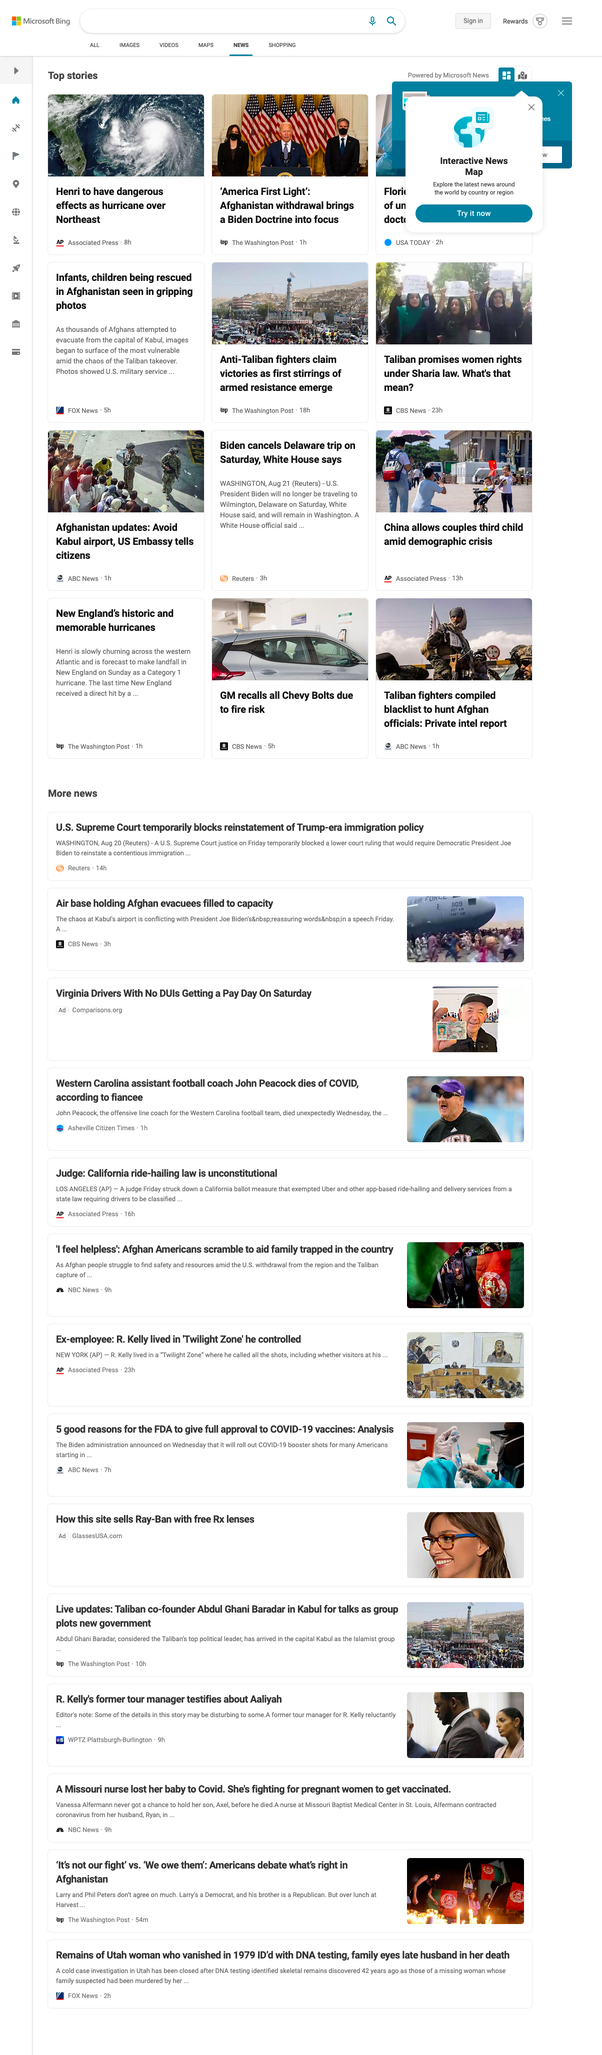 Microsoft Bing
Sign in
Rewards
ALL
IMAGES
VIDEOS
MAPS
NEWS
SHOPPING
Top stories
Powered by Microsoft News
Interactive News
Map
Explore the latest news around
the world by country or region
Try it now
Henri to have dangerous
effects as hurricane over
Northeast
AP Associated Press · 8h
'America First Light':
Afghanistan withdrawal brings
a Biden Doctrine into focus
wp The Washington Post · 1h
of un
USA TODAY · 2h
Infants, children being rescued
in Afghanistan seen in gripping
photos
As thousands of Afghans attempted to
evacuate from the capital of Kabul, images
began to surface of the most vulnerable
amid the chaos of the Taliban takeover.
Photos showed U.S. military service ...
FOX News · 5h
Anti-Taliban fighters claim
victories as first stirrings of
armed resistance emerge
wp The Washington Post · 18h
Taliban promises women rights
under Sharia law. What's that
mean?
CBS News · 23h
Afghanistan updates: Avoid
Kabul airport, US Embassy tells
citizens
ABC News · 1h
Biden cancels Delaware trip on
Saturday, White House says
WASHINGTON, Aug 21 (Reuters) - U.S.
President Biden will no longer be traveling to
Wilmington, Delaware on Saturday, White
House said, and will remain in Washington. A
White House official said ...
Reuters · 3h
China allows couples third child
amid demographic crisis
AP Associated Press · 13h
New England's historic and
memorable hurricanes
Henri is slowly churning across the western
Atlantic and is forecast to make landfall in
New England on Sunday as a Category 1
hurricane. The last time New England
received a direct hit by a ...
wp The Washington Post · 1h
GM recalls all Chevy Bolts due
to fire risk
CBS News · 5h
Taliban fighters compiled
blacklist to hunt Afghan
officials: Private intel report
ABC News · 1h
More news
U.S. Supreme Court temporarily blocks reinstatement of Trump-era immigration policy
WASHINGTON, Aug 20 (Reuters) - A U.S. Supreme Court justice on Friday temporarily blocked a lower court ruling that would require Democratic President Joe
Biden to reinstate a contentious immigration ...
Reuters · 14h
Air base holding Afghan evacuees filled to capacity
The chaos at Kabul's airport is conflicting with President Joe Biden's&nbsp;reassuring words&nbsp;in a speech Friday.
A ...
CBS News · 3h
Virginia Drivers With No DUIs Getting a Pay Day On Saturday
Ad Comparisons.org
Western Carolina assistant football coach John Peacock dies of COVID,
according to fiancee
John Peacock, the offensive line coach for the Western Carolina football team, died unexpectedly Wednesday, the ...
Asheville Citizen Times · 1h
Judge: California ride-hailing law is unconstitutional
LOS ANGELES (AP) — A judge Friday struck down a California ballot measure that exempted Uber and other app-based ride-hailing and delivery services from a
state law requiring drivers to be classified ...
AP Associated Press · 16h
'I feel helpless': Afghan Americans scramble to aid family trapped in the country
As Afghan people struggle to find safety and resources amid the U.S. withdrawal from the region and the Taliban
capture of ...
NBC News · 9h
Ex-employee: R. Kelly lived in 'Twilight Zone' he controlled
NEW YORK (AP) — R. Kelly lived in a "Twilight Zone" where he called all the shots, including whether visitors at his ...
AP Associated Press · 23h
5 good reasons for the FDA to give full approval to COVID-19 vaccines: Analysis
The Biden administration announced on Wednesday that it will roll out COVID-19 booster shots for many Americans
starting in ...
ABC News · 7h
How this site sells Ray-Ban with free Rx lenses
Ad GlassesUSA.com
Live updates: Taliban co-founder Abdul Ghani Baradar in Kabul for talks as group
plots new government
Abdul Ghani Baradar, considered the Taliban's top political leader, has arrived in the capital Kabul as the Islamist group
...
wp The Washington Post · 10h
R. Kelly's former tour manager testifies about Aaliyah
Editor's note: Some of the details in this story may be disturbing to some.A former tour manager for R. Kelly reluctantly
...
WPTZ Plattsburgh-Burlington · 9h
A Missouri nurse lost her baby to Covid. She's fighting for pregnant women to get vaccinated.
Vanessa Alfermann never got a chance to hold her son, Axel, before he died.A nurse at Missouri Baptist Medical Center in St. Louis, Alfermann contracted
coronavirus from her husband, Ryan, in ...
NBC News · 9h
'It's not our fight' vs. 'We owe them': Americans debate what's right in
Afghanistan
Larry and Phil Peters don't agree on much. Larry's a Democrat, and his brother is a Republican. But over lunch at
Harvest ...
wp The Washington Post · 54m
Remains of Utah woman who vanished in 1979 ID'd with DNA testing, family eyes late husband in her death
A cold case investigation in Utah has been closed after DNA testing identified skeletal remains discovered 42 years ago as those of a missing woman whose
family suspected had been murdered by her ...
FOX News · 2h